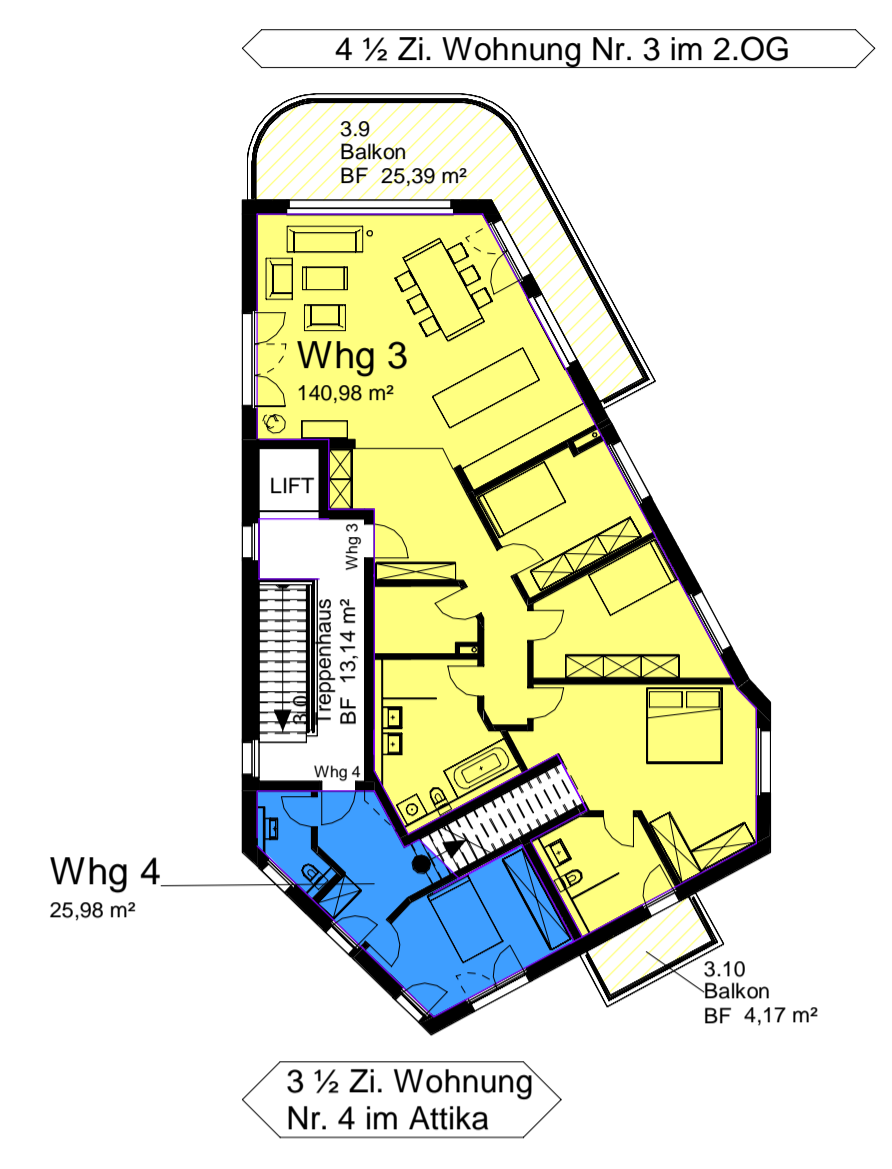 4 ½ Zi. Wohnung Nr. 3 im 2.OG
3.9
Balkon
BF 25,39 m²
Whg 3
140,98 m²
LIFT
Whg 3
3.0
Treppenhaus
BF 13,14 m²
Whg 4
Whg 4
25,98 m²
3.10
Balkon
BF 4,17 m²
3 ½ Zi. Wohnung
Nr. 4 im Attika